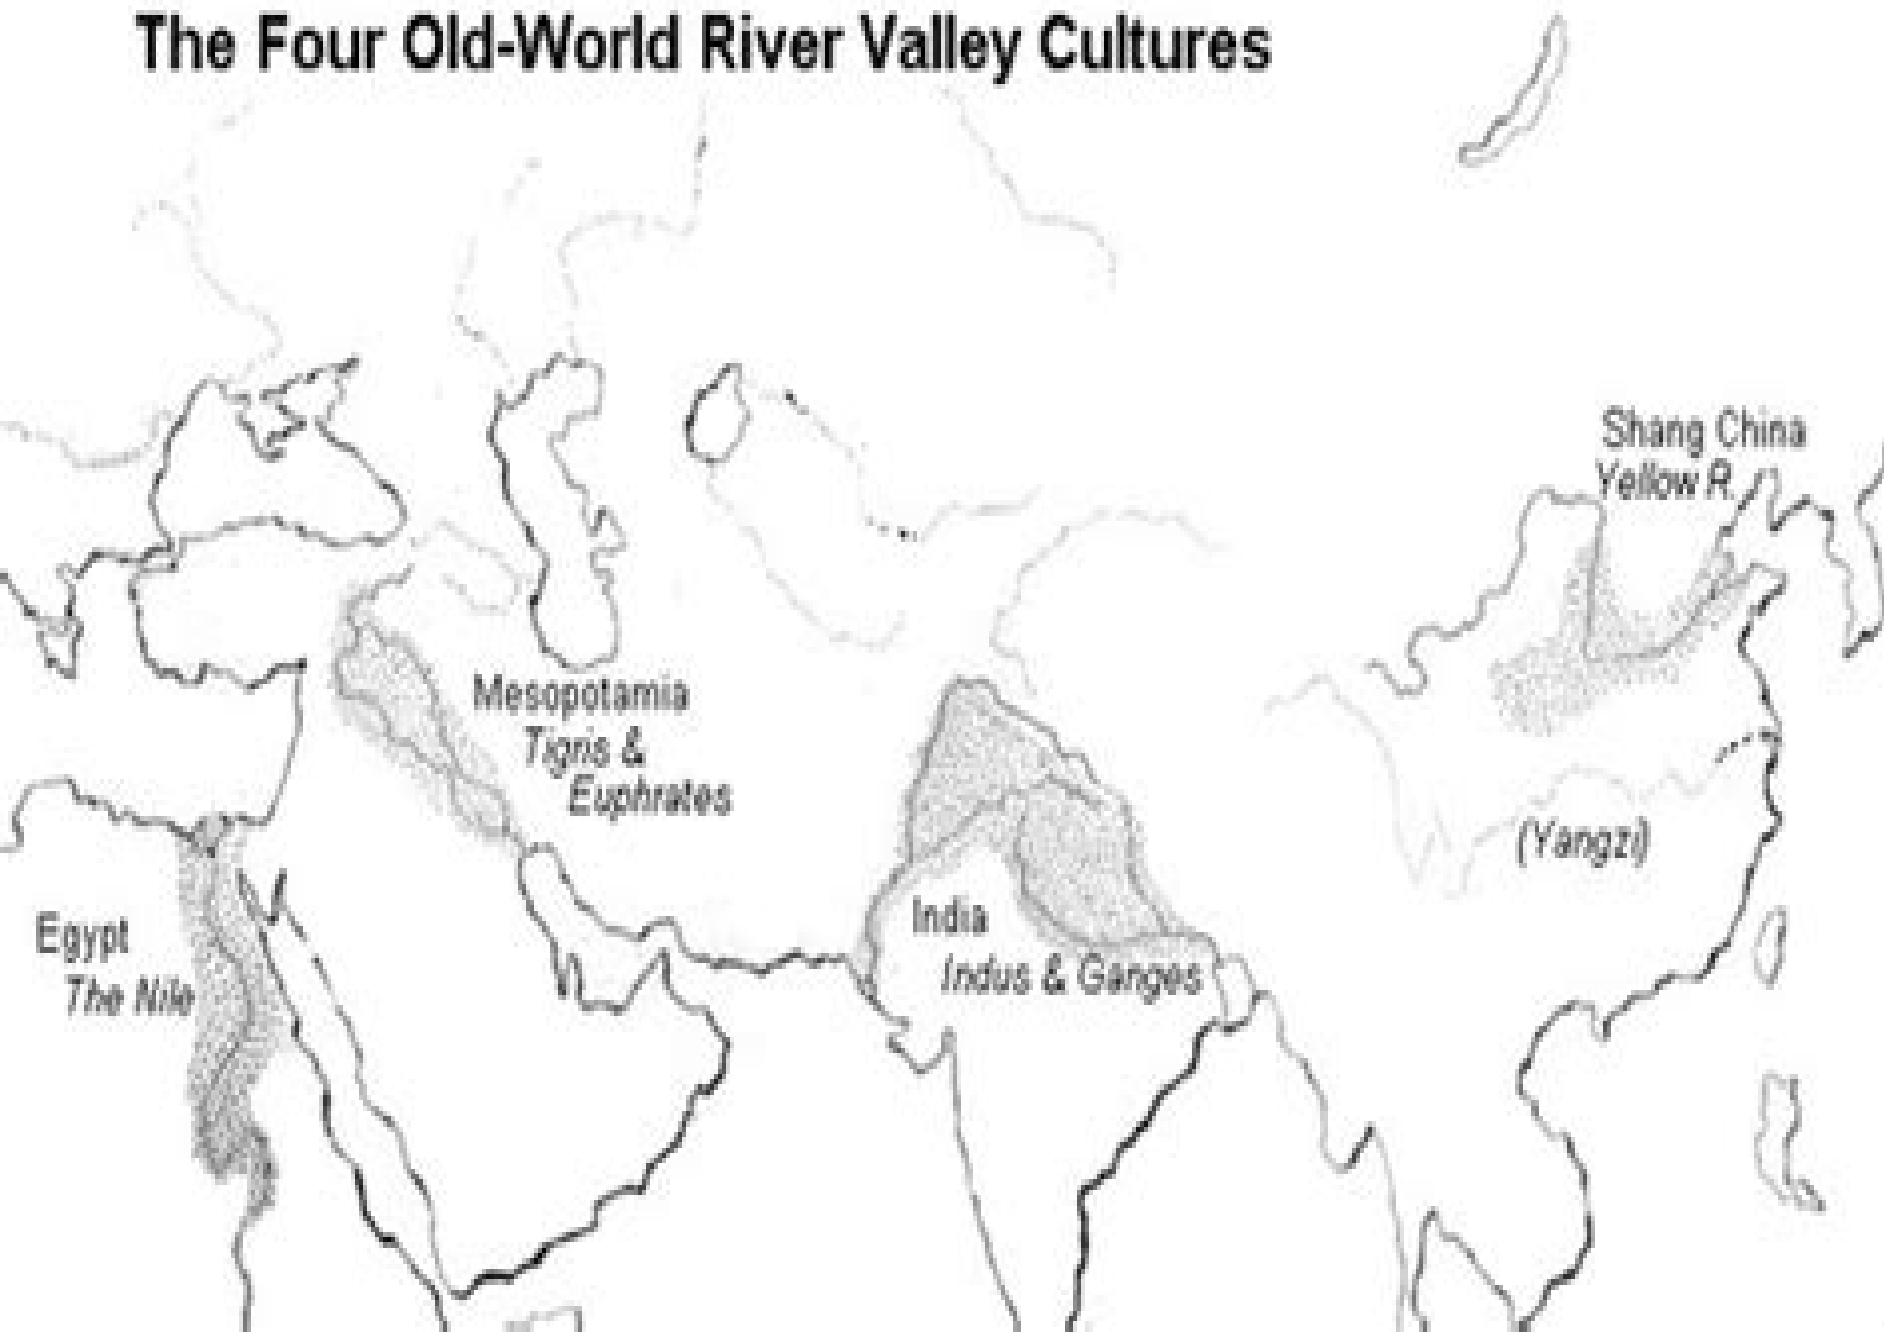 The Four Old-World River Valley Cultures
Shang China
Yellow R.
Mesopotamia
Tigris &
Euphrates
(Yangzi)
Egypt
The Nile
India
Indus & Ganges